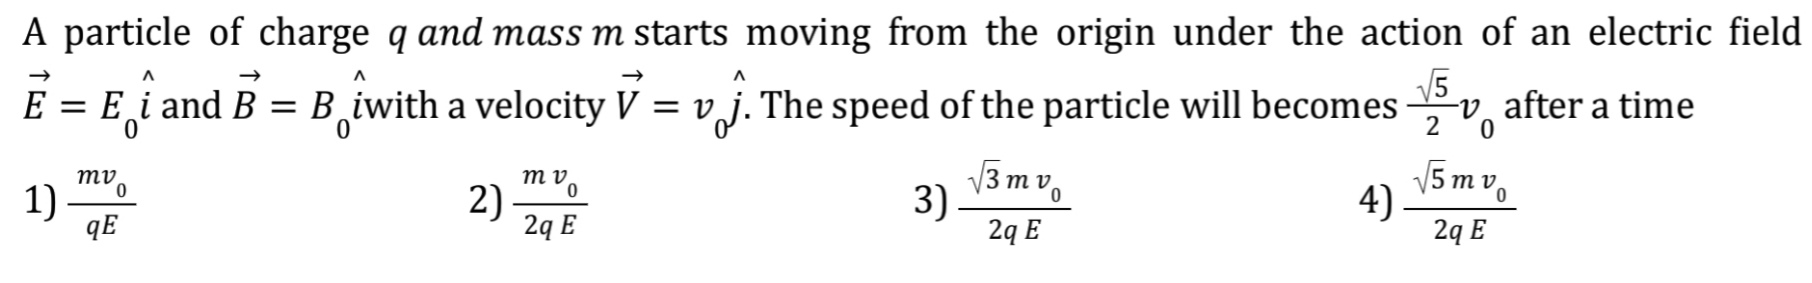 A particle of charge q and mass m starts moving from the origin under the action of an electric field
$\vec{E} = E_0\hat{i}$ and $\vec{B} = B_0\hat{i}$with a velocity $\vec{V} = v_0\hat{j}$. The speed of the particle will becomes $\frac{\sqrt{5}}{2}v_0$ after a time
1) $\frac{mv_0}{qE}$ 2) $\frac{m v_0}{2q E}$ 3) $\frac{\sqrt{3} m v_0}{2q E}$ 4) $\frac{\sqrt{5} m v_0}{2q E}$